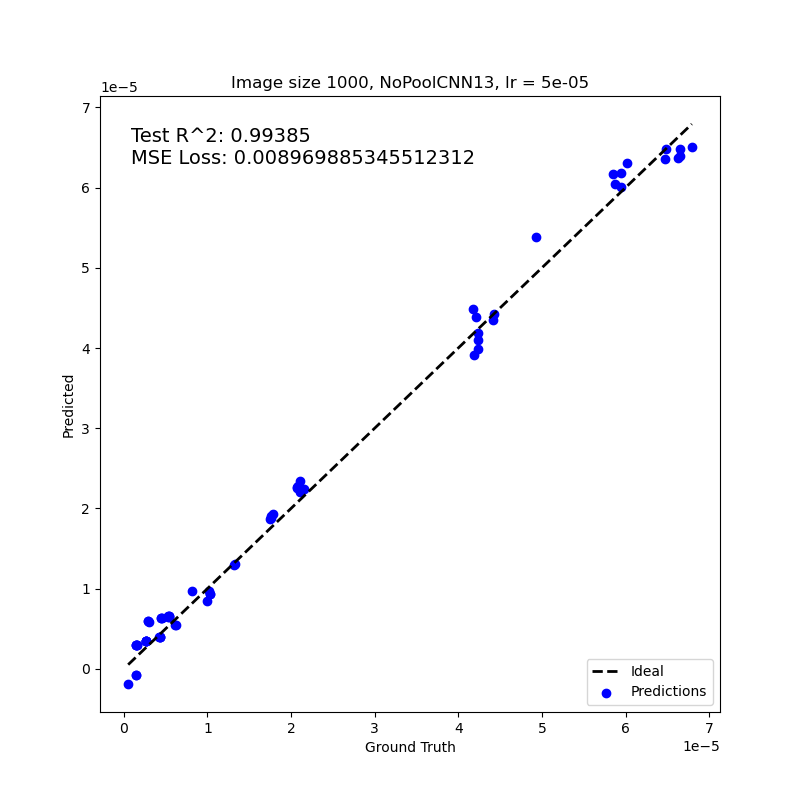 Image size 1000, NoPoolCNN13, lr = 5e-05
1e−5
Test R^2: 0.99385
MSE Loss: 0.008969885345512312
7
6
5
4
3
2
1
0
Predicted
Ideal
Predictions
0 1 2 3 4 5 6 7
Ground Truth
1e−5